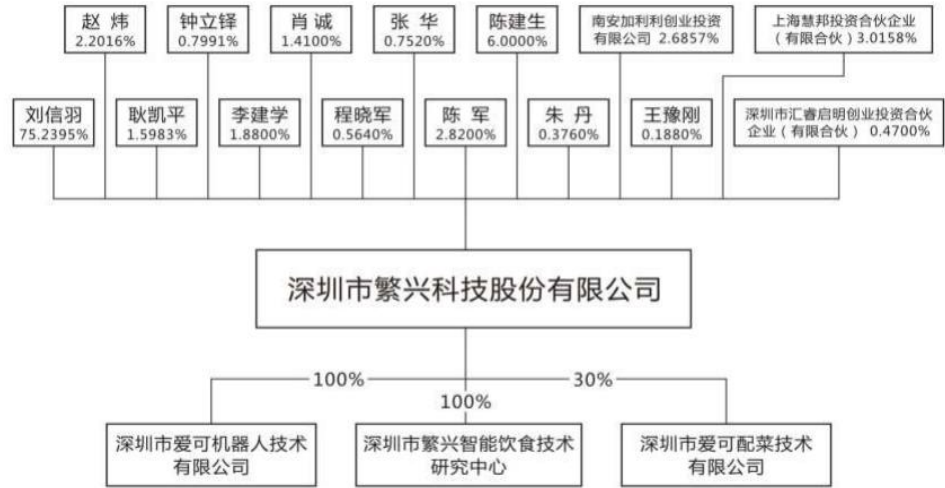 赵 炜
2.2016%
钟立铎
0.7991%
肖 诚
1.4100%
张 华
0.7520%
陈建生
6.0000%
南安加利利创业投资
有限公司 2.6857%
上海慧邦投资合伙企业
（有限合伙）3.0158%
刘信羽
75.2395%
耿凯平
1.5983%
李建学
1.8800%
程晓军
0.5640%
陈 军
2.8200%
朱 丹
0.3760%
王豫刚
0.1880%
深圳市汇睿启明创业投资合伙
企业（有限合伙） 0.4700%
深圳市繁兴科技股份有限公司
100%
100%
30%
深圳市爱可机器人技术
有限公司
深圳市繁兴智能饮食技术
研究中心
深圳市爱可配菜技术
有限公司